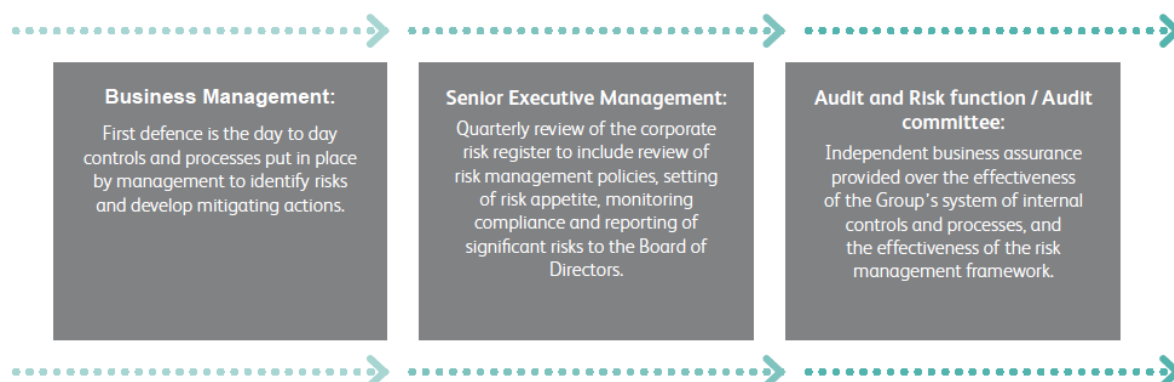 Business Management:
First defence is the day to day
controls and processes put in place
by management to identify risks
and develop mitigating actions.
Senior Executive Management:
Quarterly review of the corporate
risk register to include review of
risk management policies, setting
of risk appetite, monitoring
compliance and reporting of
significant risks to the Board of
Directors.
Audit and Risk function / Audit
committee:
Independent business assurance
provided over the effectiveness
of the Group's system of internal
controls and processes, and
the effectiveness of the risk
management framework.